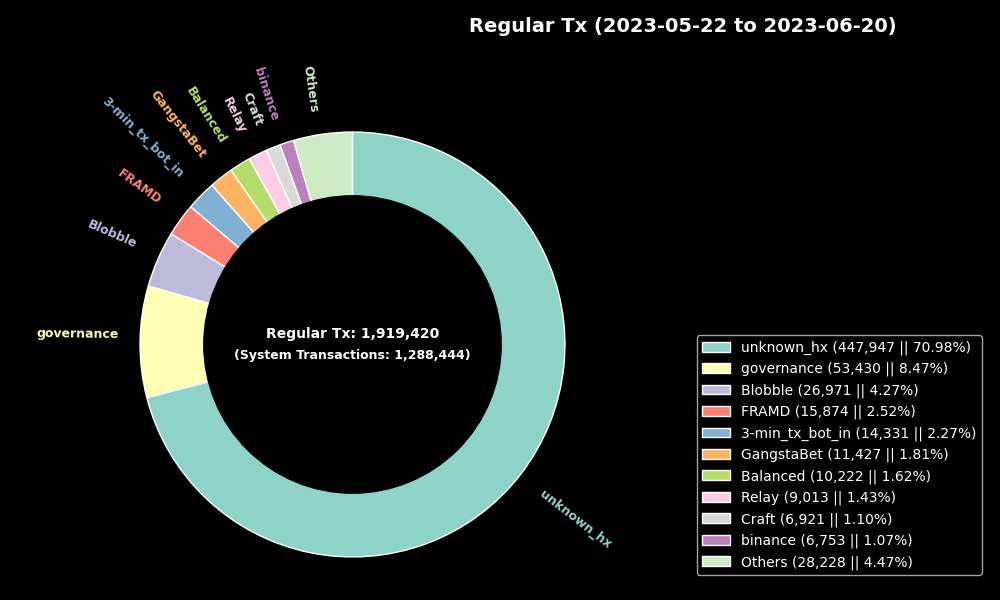 Regular Tx (2023-05-22 to 2023-06-20)
Others
binance
Craft
Relay
Balanced
GangstaBet
3-min_tx_bot_in
FRAMD
Blobble
governance
unknown_hx
Regular Tx: 1,919,420
(System Transactions: 1,288,444)
unknown_hx (447,947 || 70.98%)
governance (53,430 || 8.47%)
Blobble (26,971 || 4.27%)
FRAMD (15,874 || 2.52%)
3-min_tx_bot_in (14,331 || 2.27%)
GangstaBet (11,427 || 1.81%)
Balanced (10,222 || 1.62%)
Relay (9,013 || 1.43%)
Craft (6,921 || 1.10%)
binance (6,753 || 1.07%)
Others (28,228 || 4.47%)